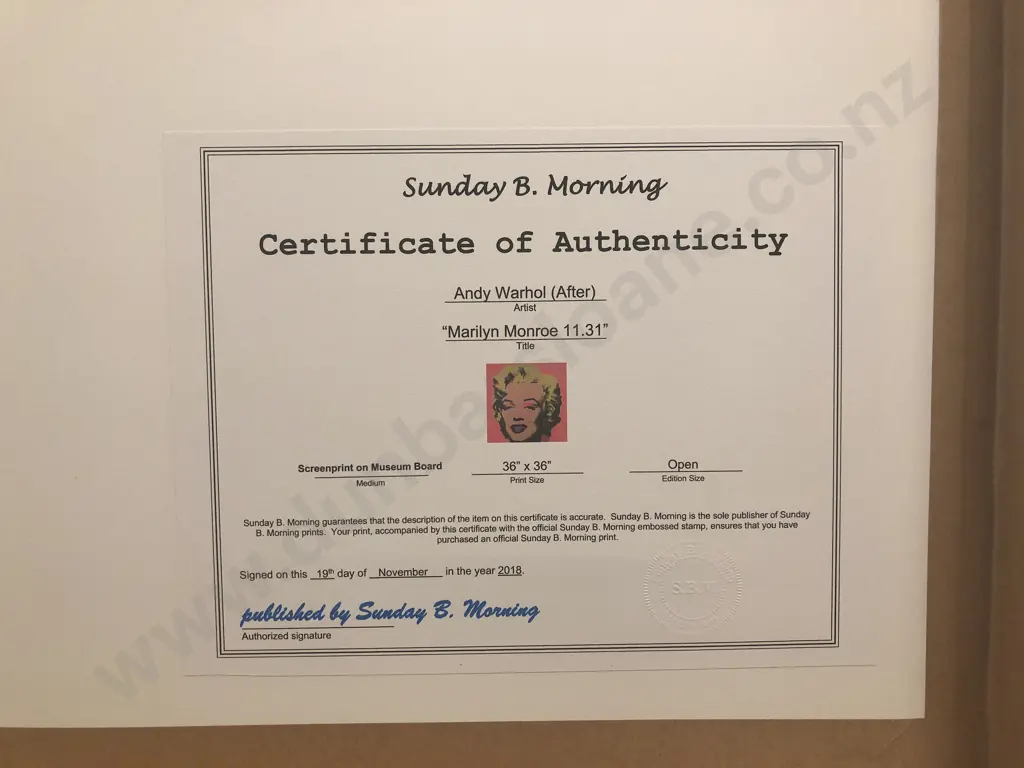 Sunday B. Morning
Certificate of Authenticity
Andy Warhol (After)
Artist
“Marilyn Monroe 11.31”
Title
Screenprint on Museum Board
Medium
36” x 36”
Print Size
Open
Edition Size
Sunday B. Morning guarantees that the description of the item on this certificate is accurate. Sunday B. Morning is the sole publisher of Sunday
B. Morning prints. Your print, accompanied by this certificate with the official Sunday B. Morning embossed stamp, ensures that you have
purchased an official Sunday B. Morning print.
Signed on this 19th day of November in the year 2018.
published by Sunday B. Morning
Authorized signature